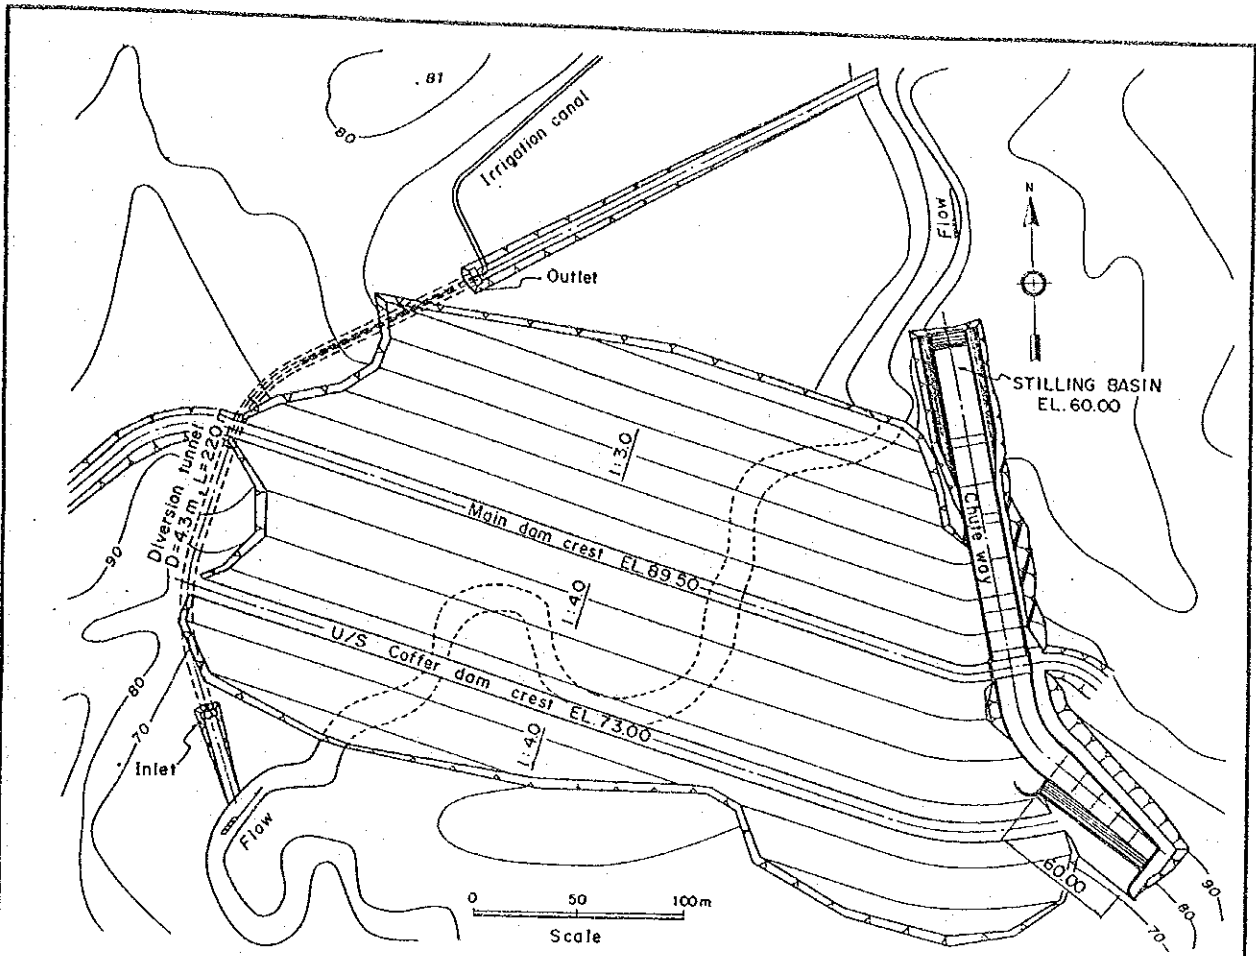 .81
80
Irrigation canal
Flow
N
Outlet
STILLING BASIN
EL. 60.00
1:3.0
Diversion tunnel
D=4.3m L=220
Main dam crest EL.89.50
Chute way
90
1:4.0
U/S Coffer dam crest EL.73.00
80
70
1:4.0
Inlet
Flow
60.00
90
80
70
0 50 100m
Scale